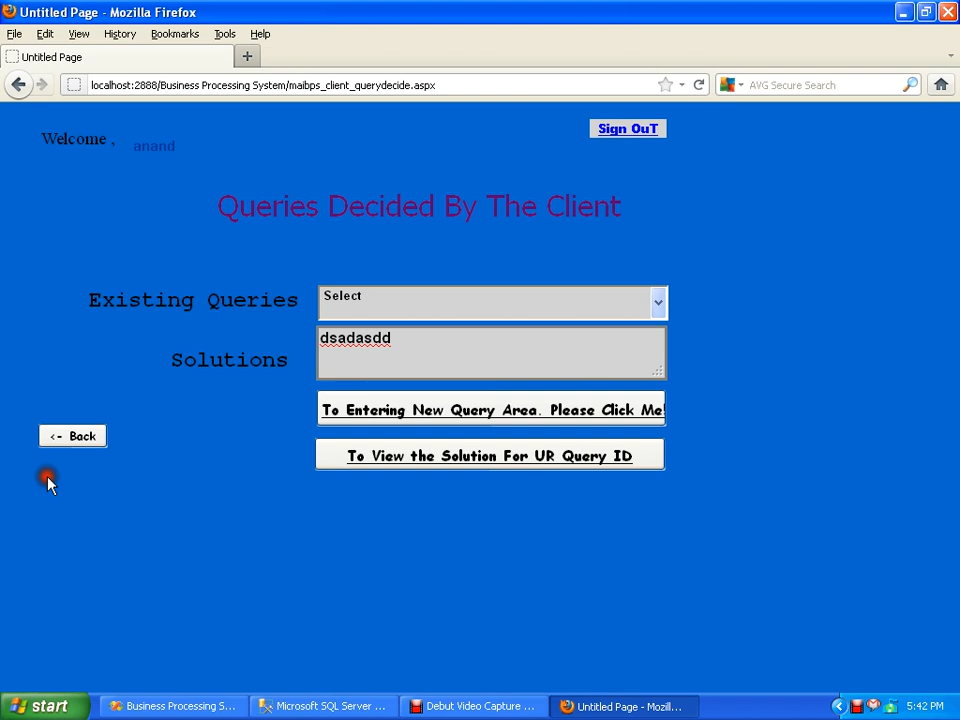 Untitled Page - Mozilla Firefox
File Edit View History Bookmarks Tools Help
Untitled Page
localhost:2888/Business Processing System/maibps_client_querydecide.aspx
AVG Secure Search
Welcome , anand
Sign OuT
Queries Decided By The Client
Existing Queries
Select
Solutions
dsadasdd
To Entering New Query Area. Please Click Me!
<- Back
To View the Solution For UR Query ID
start
Business Processing S...
Microsoft SQL Server ...
Debut Video Capture ...
Untitled Page - Mozill...
5:42 PM